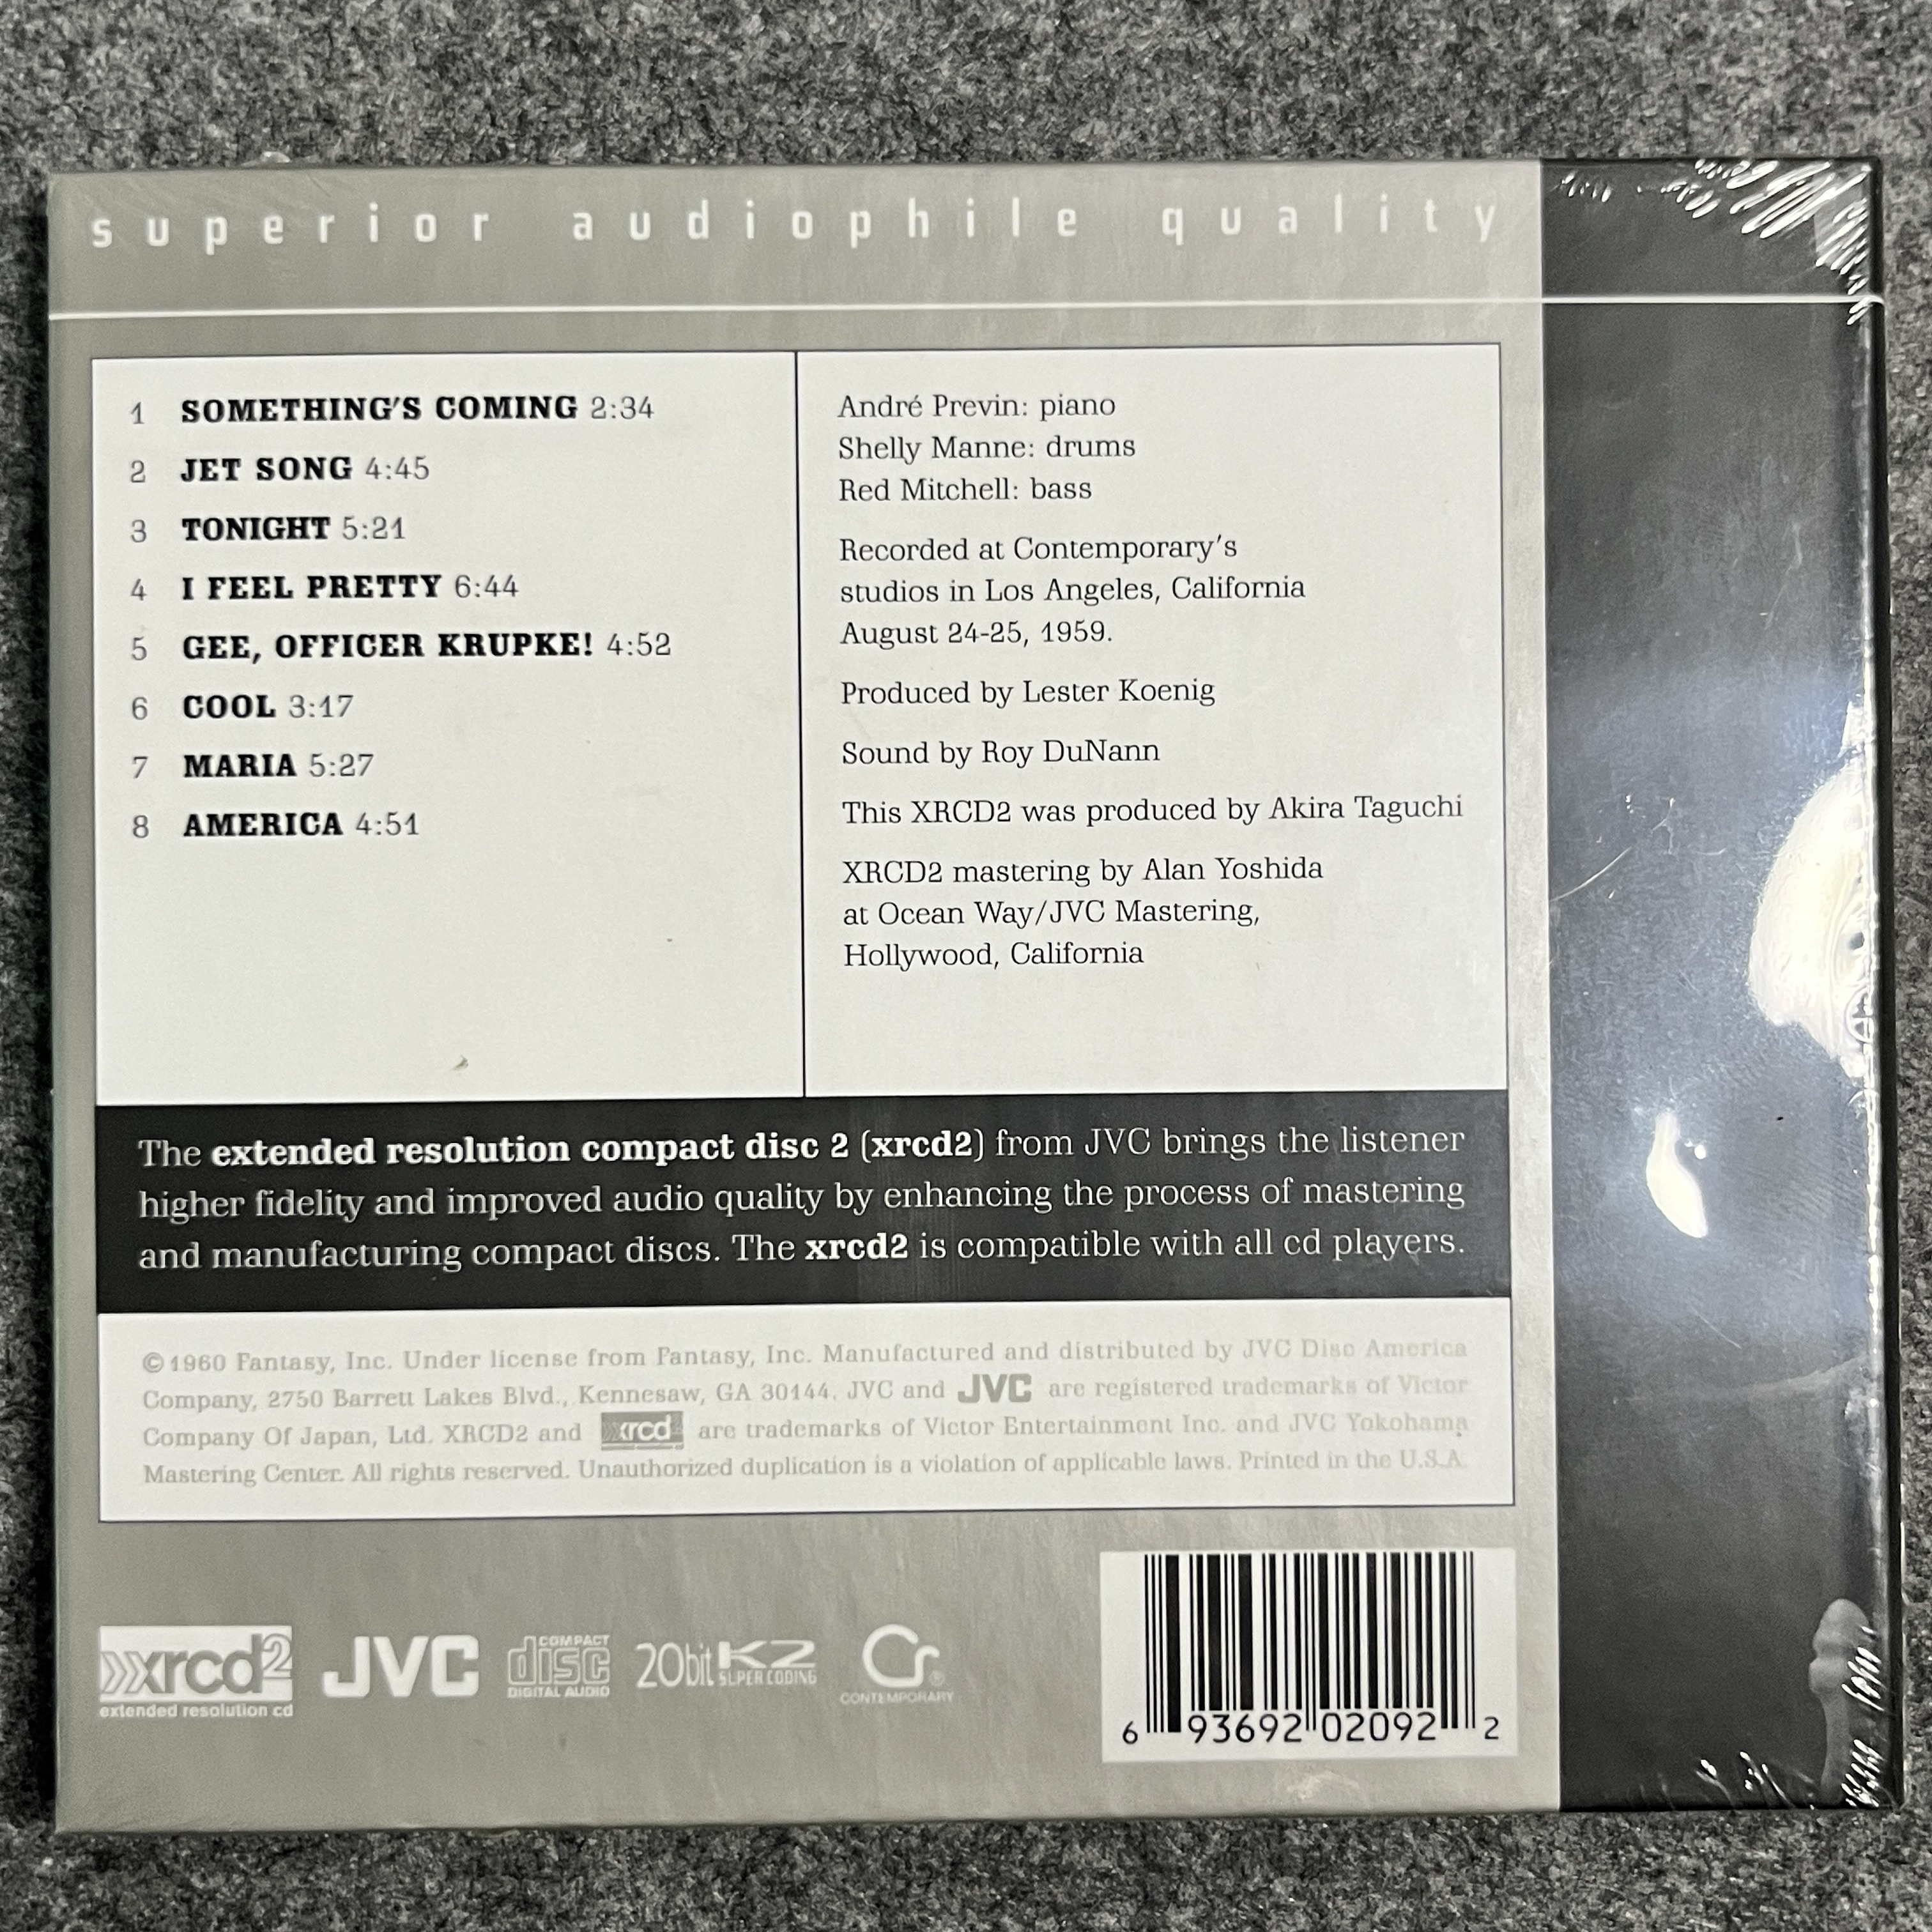 superior audiophile quality
1 SOMETHING'S COMING 2:34
2 JET SONG 4:45
3 TONIGHT 5:21
4 I FEEL PRETTY 6:44
5 GEE, OFFICER KRUPKE! 4:52
6 COOL 3:17
7 MARIA 5:27
8 AMERICA 4:51
André Previn: piano
Shelly Manne: drums
Red Mitchell: bass
Recorded at Contemporary's
studios in Los Angeles, California
August 24-25, 1959.
Produced by Lester Koenig
Sound by Roy DuNann
This XRCD2 was produced by Akira Taguchi
XRCD2 mastering by Alan Yoshida
at Ocean Way/JVC Mastering,
Hollywood, California
The extended resolution compact disc 2 (xrcd2) from JVC brings the listener
higher fidelity and improved audio quality by enhancing the process of mastering
and manufacturing compact discs. The xrcd2 is compatible with all cd players.
©1960 Fantasy, Inc. Under license from Fantasy, Inc. Manufactured and distributed by JVC Disc America
Company, 2750 Barrett Lakes Blvd., Kennesaw, GA 30144. JVC and JVC are registered trademarks of Victor
Company Of Japan, Ltd. XRCD2 and xrcd are trademarks of Victor Entertainment Inc. and JVC Yokohama
Mastering Center. All rights reserved. Unauthorized duplication is a violation of applicable laws. Printed in the U.S.A.
xrcd2
extended resolution cd
JVC
COMPACT
disc
DIGITAL AUDIO
20bit K2
SUPER CODING
Cr®
CONTEMPORARY
6 93692 02092 2